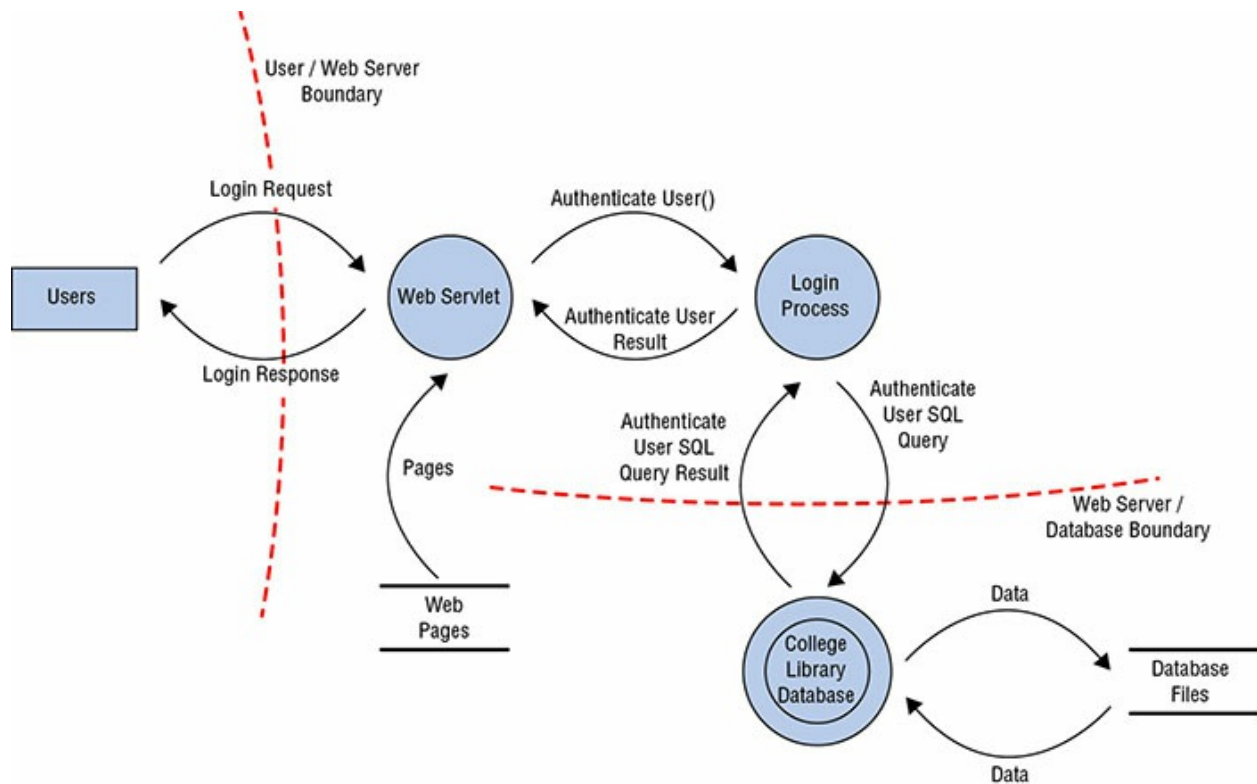 User / Web Server
Boundary
Login Request
Authenticate User()
Users
Web Servlet
Login
Process
Authenticate User
Result
Login Response
Authenticate
User SQL
Query
Authenticate
User SQL
Query Result
Pages
Web Server /
Database Boundary
Web
Pages
Data
College
Library
Database
Database
Files
Data